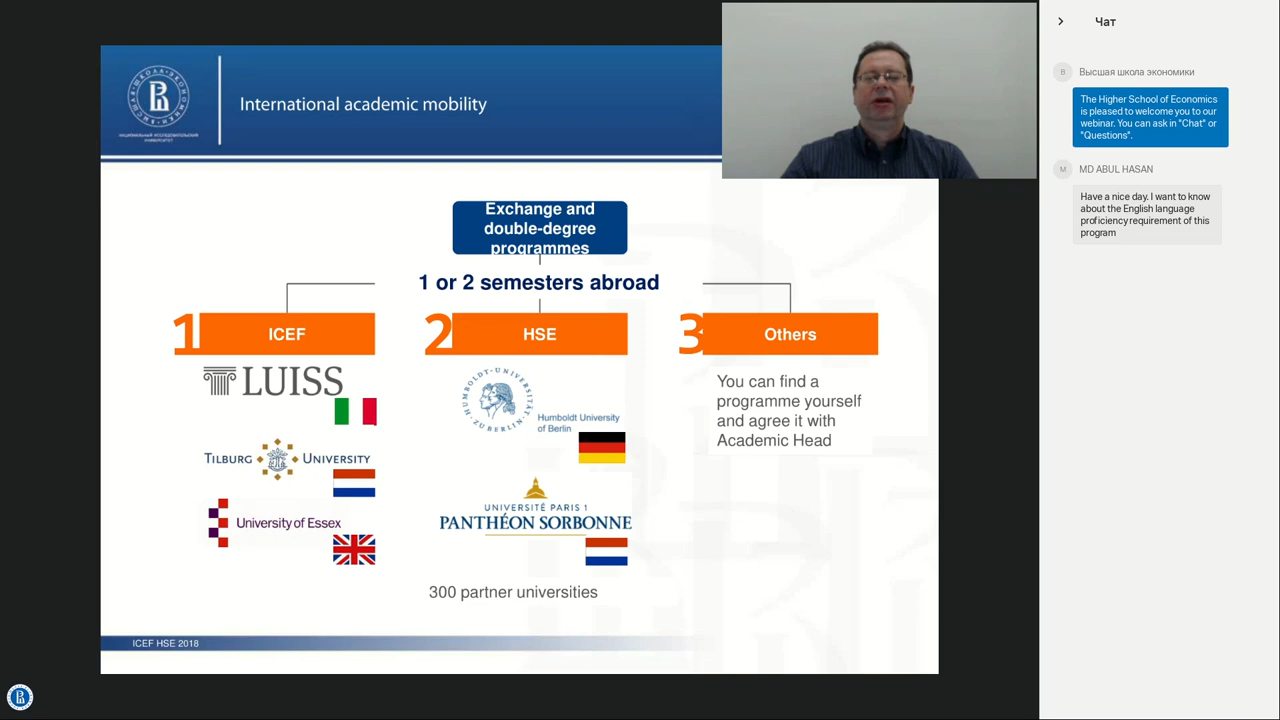 International academic mobility
Exchange and
double-degree
programmes
1 or 2 semesters abroad
1
ICEF
2
HSE
3
Others
LUISS
TILBURG UNIVERSITY
University of Essex
HUMBOLDT-UNIVERSITÄT ZU BERLIN
Humboldt University
of Berlin
UNIVERSITÉ PARIS 1
PANTHÉON SORBONNE
300 partner universities
You can find a
programme yourself
and agree it with
Academic Head
ICEF HSE 2018
Чат
В
Высшая школа экономики
The Higher School of Economics
is pleased to welcome you to our
webinar. You can ask in "Chat" or
"Questions".
M
MD ABUL HASAN
Have a nice day. I want to know
about the English language
proficiency requirement of this
program